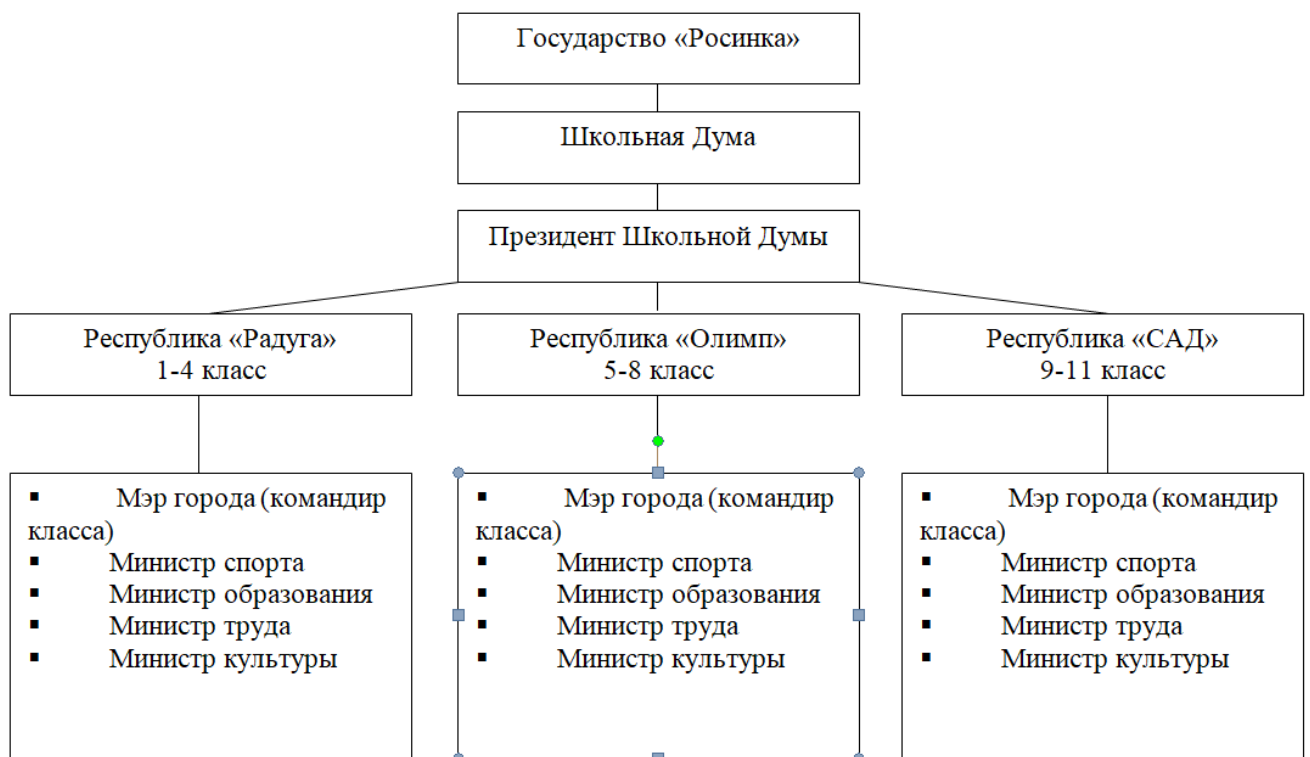 Государство «Росинка»
Школьная Дума
Президент Школьной Думы
Республика «Радуга»
1-4 класс
Республика «Олимп»
5-8 класс
Республика «САД»
9-11 класс
▪ Мэр города (командир
класса)
▪ Министр спорта
▪ Министр образования
▪ Министр труда
▪ Министр культуры
▪ Мэр города (командир
класса)
▪ Министр спорта
▪ Министр образования
▪ Министр труда
▪ Министр культуры
▪ Мэр города (командир
класса)
▪ Министр спорта
▪ Министр образования
▪ Министр труда
▪ Министр культуры